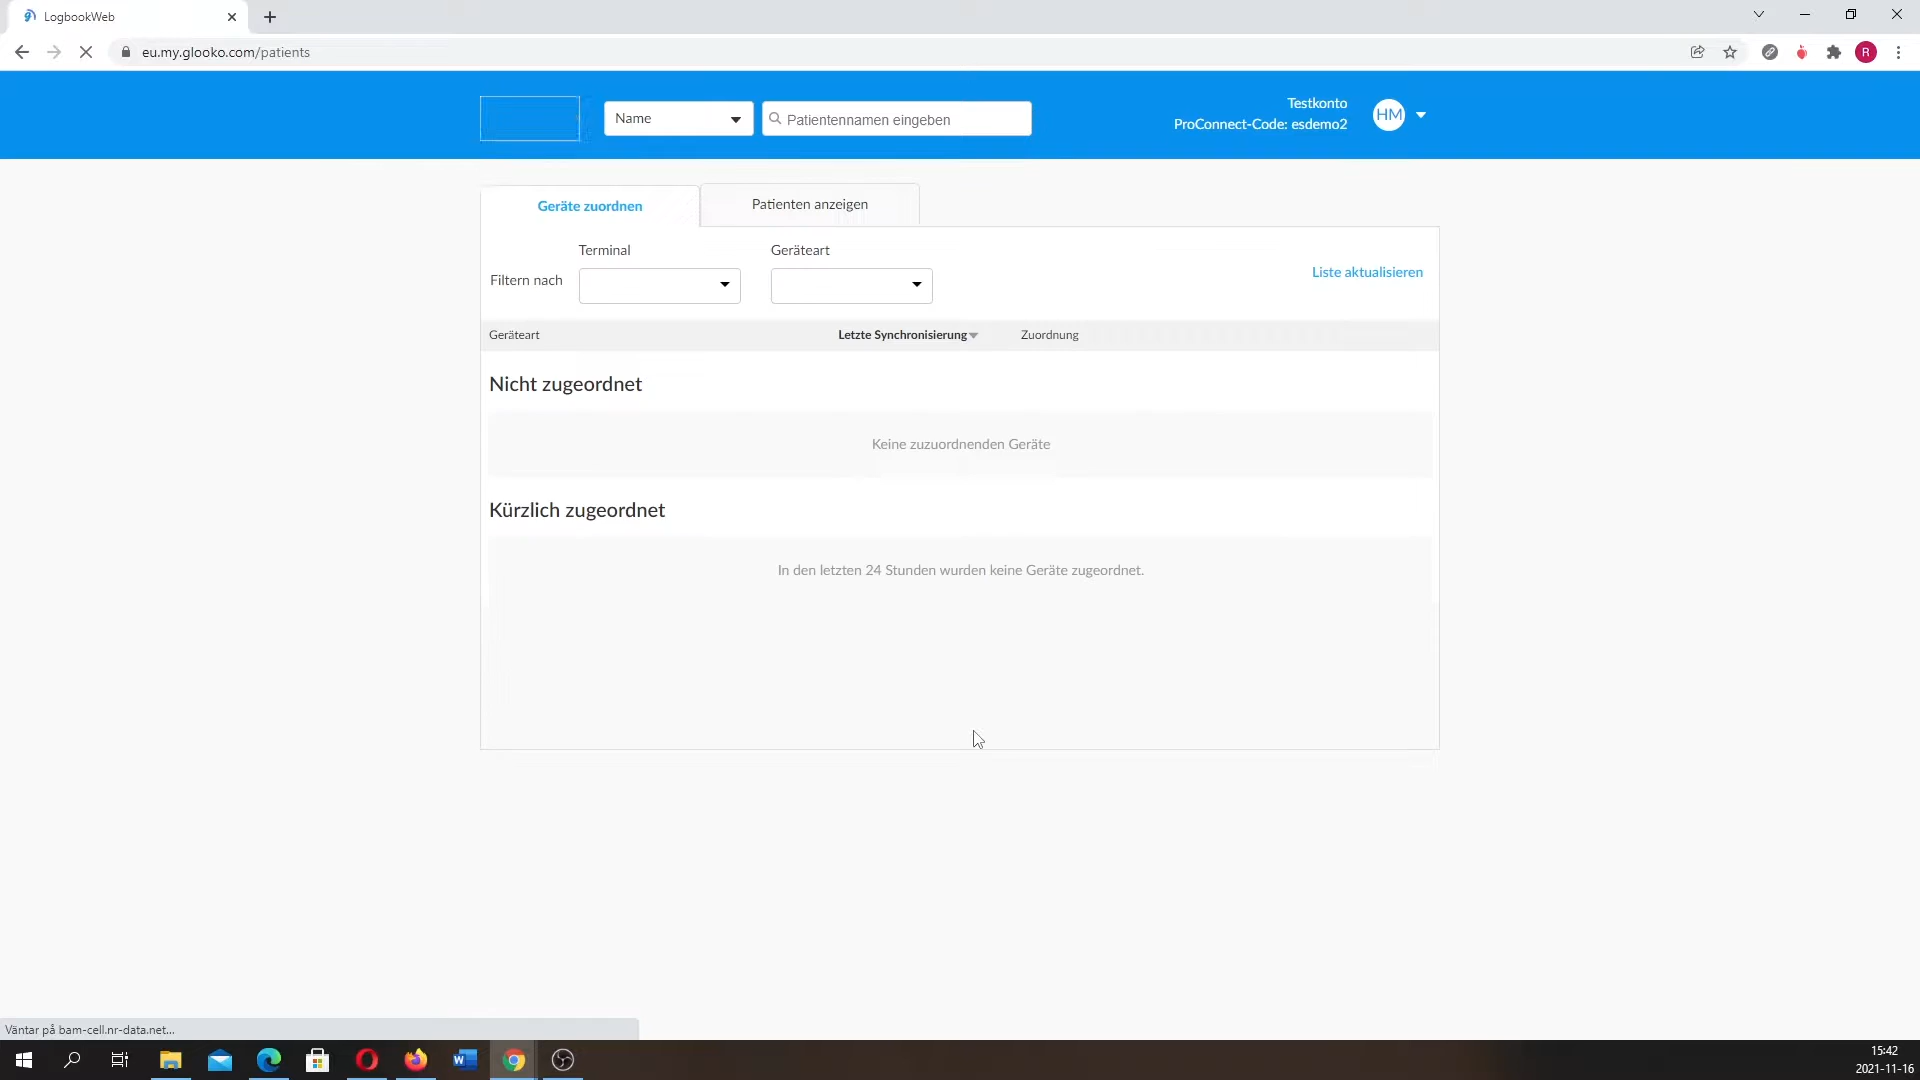 LogbookWeb
eu.my.glooko.com/patients
R
Name
Patientennamen eingeben
Testkonto
ProConnect-Code: esdemo2
HM
Geräte zuordnen
Patienten anzeigen
Terminal
Geräteart
Filtern nach
Liste aktualisieren
Geräteart
Letzte Synchronisierung
Zuordnung
Nicht zugeordnet
Keine zuzuordnenden Geräte
Kürzlich zugeordnet
In den letzten 24 Stunden wurden keine Geräte zugeordnet.
Väntar på bam-cell.nr-data.net...
15:42
2021-11-16